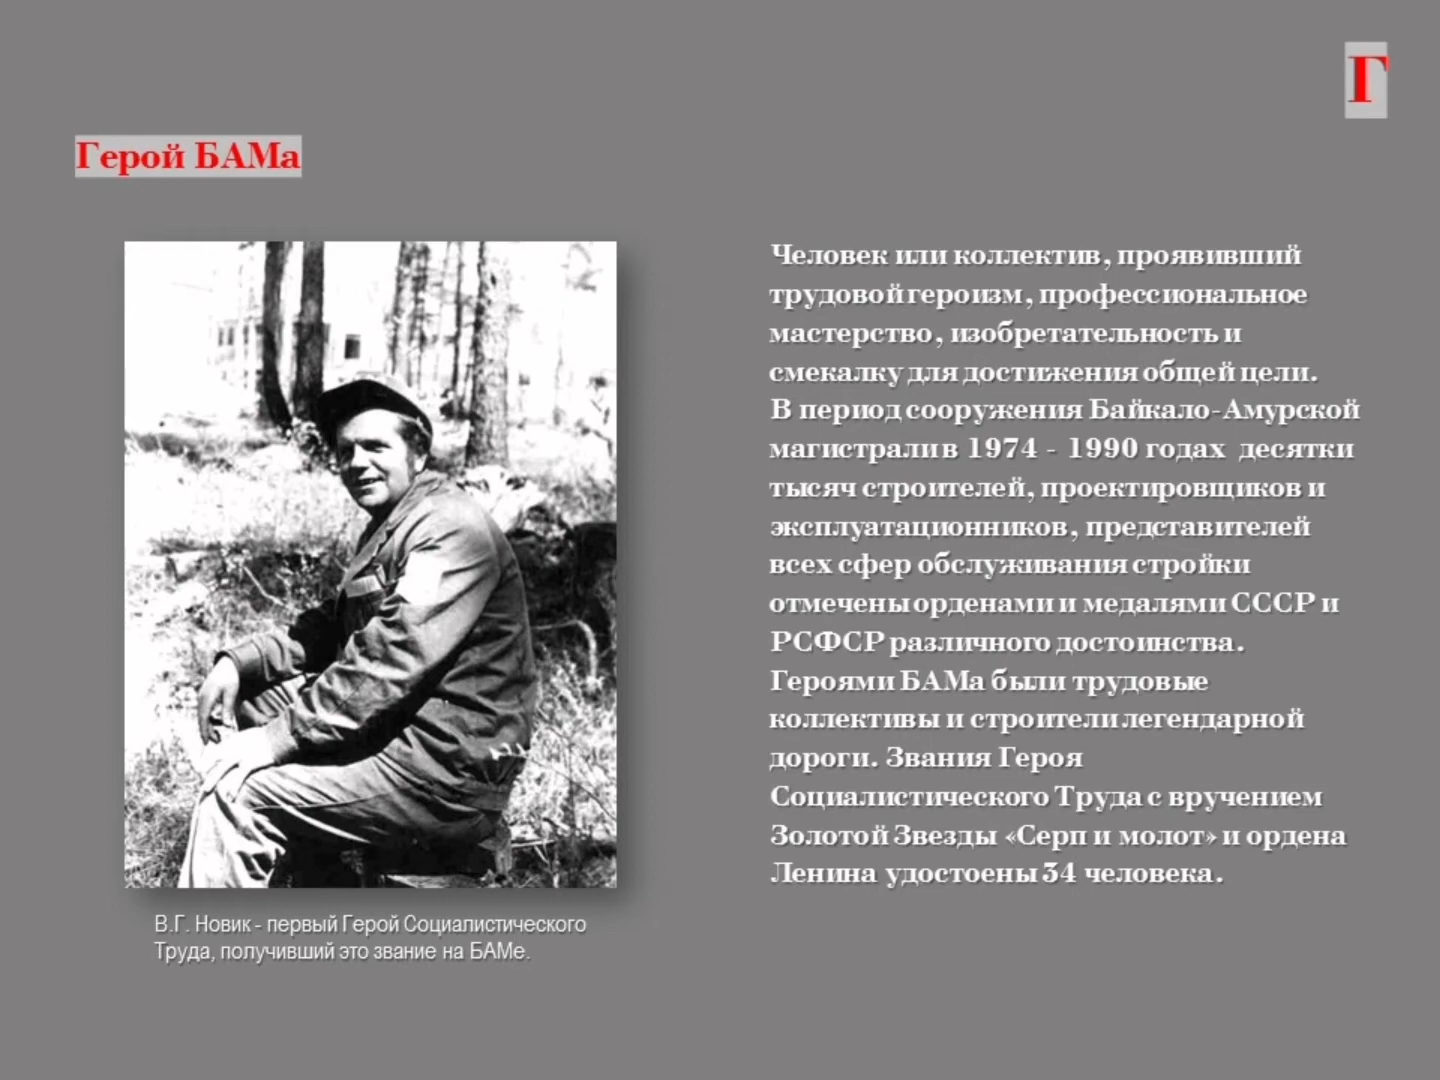 Г
Герой БАМа
Человек или коллектив, проявивший
трудовой героизм, профессиональное
мастерство, изобретательность и
смекалку для достижения общей цели.
В период сооружения Байкало-Амурской
магистрали в 1974 - 1990 годах десятки
тысяч строителей, проектировщиков и
эксплуатационников, представителей
всех сфер обслуживания стройки
отмечены орденами и медалями СССР и
РСФСР различного достоинства.
Героями БАМа были трудовые
коллективы и строители легендарной
дороги. Звания Героя
Социалистического Труда с вручением
Золотой Звезды «Серп и молот» и ордена
Ленина удостоены 34 человека.
В.Г. Новик - первый Герой Социалистического
Труда, получивший это звание на БАМе.